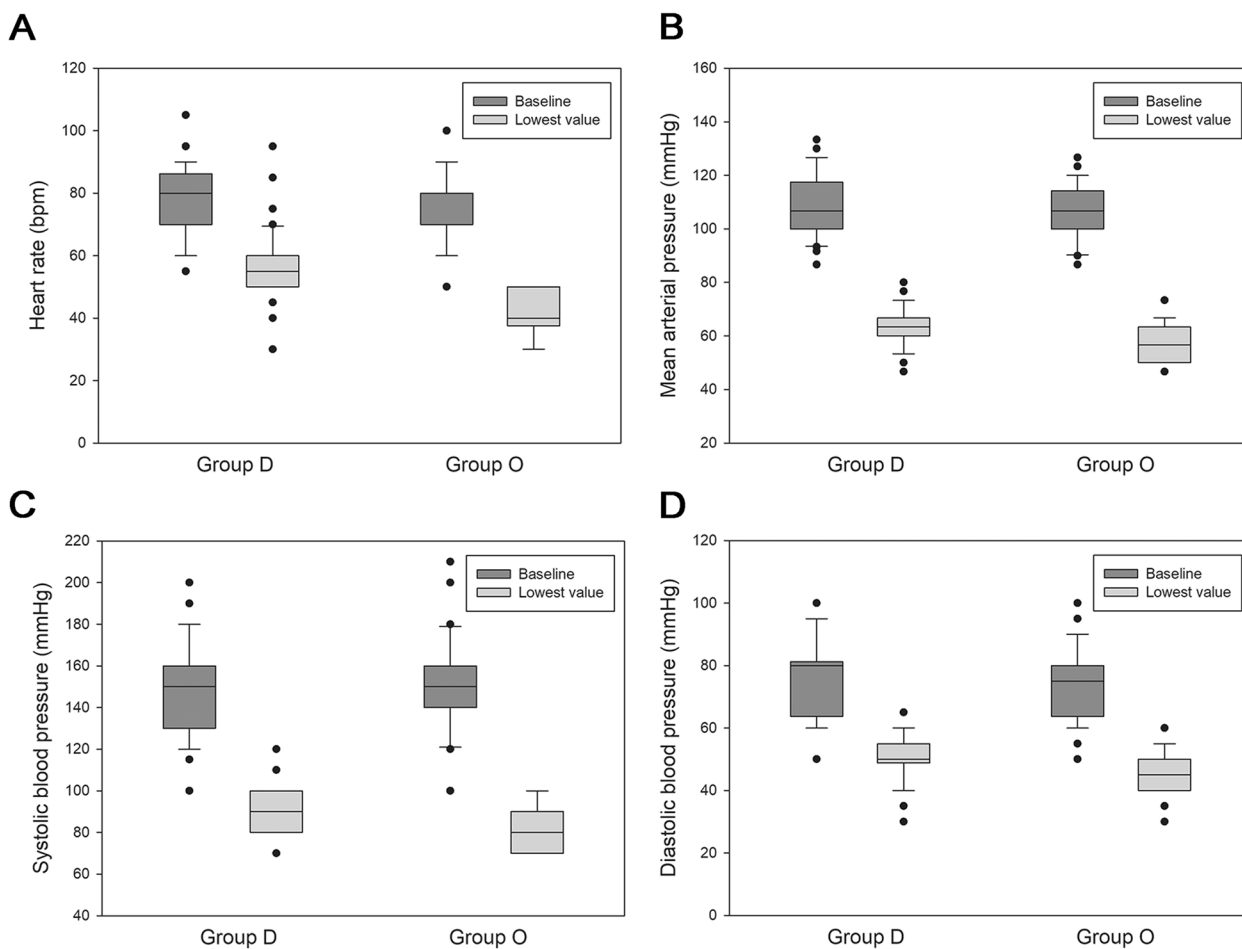 A
Heart rate (bpm)
120
100
80
60
40
20
0
Baseline
Lowest value
Group D
Group O
B
Mean arterial pressure (mmHg)
160
140
120
100
80
60
40
20
Baseline
Lowest value
Group D
Group O
C
Systolic blood pressure (mmHg)
220
200
180
160
140
120
100
80
60
40
Baseline
Lowest value
Group D
Group O
D
Diastolic blood pressure (mmHg)
120
100
80
60
40
20
0
Baseline
Lowest value
Group D
Group O